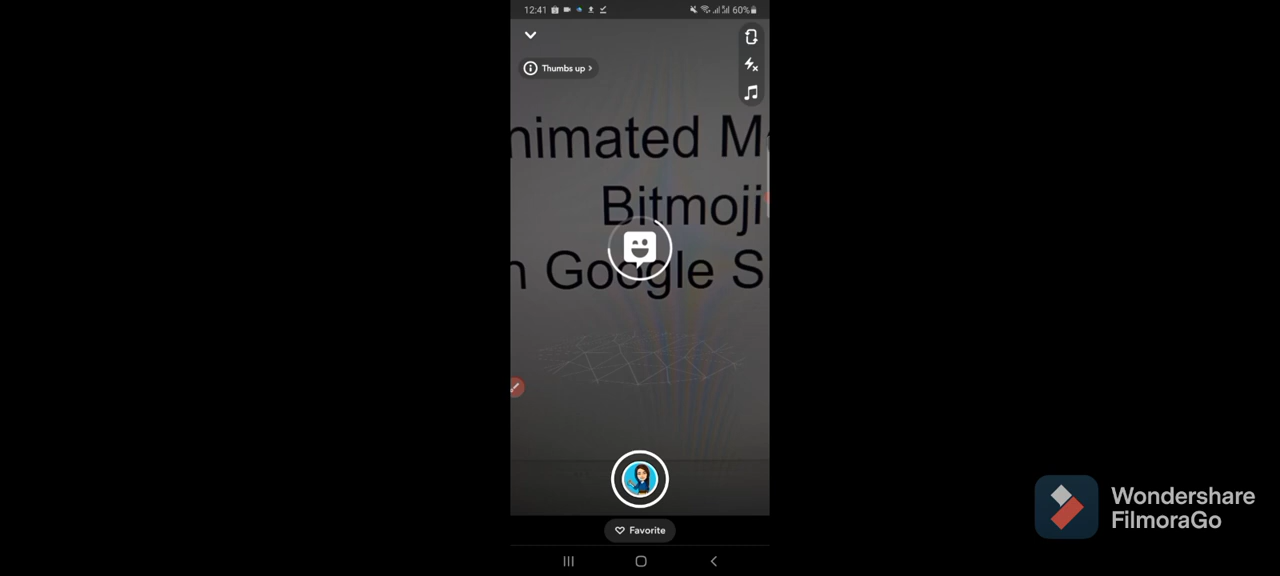 12:41
60%
Thumbs up >
nimated M
Bitmoji
n Google S
Favorite
Wondershare
FilmoraGo